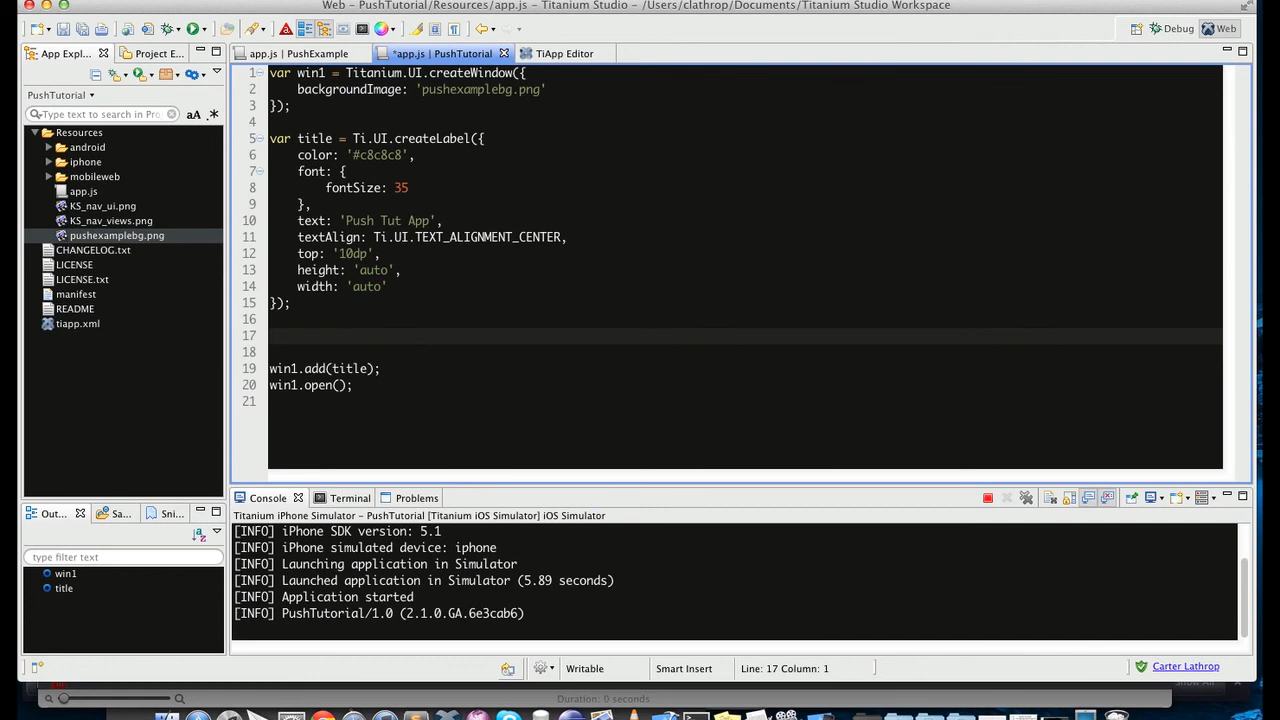 Web - PushTutorial/Resources/app.js - Titanium Studio - /Users/clathrop/Documents/Titanium Studio Workspace
Debug
Web
App Explo...
Project E...
app.js | PushExample
*app.js | PushTutorial
TiApp Editor
PushTutorial
Type text to search in Proj
aA
.*
Resources
android
iphone
mobileweb
app.js
KS_nav_ui.png
KS_nav_views.png
pushexamplebg.png
CHANGELOG.txt
LICENSE
LICENSE.txt
manifest
README
tiapp.xml
1 var win1 = Titanium.UI.createWindow({
2 backgroundImage: 'pushexamplebg.png'
3 });
4
5 var title = Ti.UI.createLabel({
6 color: '#c8c8c8',
7 font: {
8 fontSize: 35
9 },
10 text: 'Push Tut App',
11 textAlign: Ti.UI.TEXT_ALIGNMENT_CENTER,
12 top: '10dp',
13 height: 'auto',
14 width: 'auto'
15 });
16
17
18
19 win1.add(title);
20 win1.open();
21
Out...
Sa...
Sni...
type filter text
win1
title
Console
Terminal
Problems
Titanium iPhone Simulator - PushTutorial [Titanium iOS Simulator] iOS Simulator
[INFO] iPhone SDK version: 5.1
[INFO] iPhone simulated device: iphone
[INFO] Launching application in Simulator
[INFO] Launched application in Simulator (5.89 seconds)
[INFO] Application started
[INFO] PushTutorial/1.0 (2.1.0.GA.6e3cab6)
Writable
Smart Insert
Line: 17 Column: 1
Carter Lathrop
Duration: 0 seconds
Show All